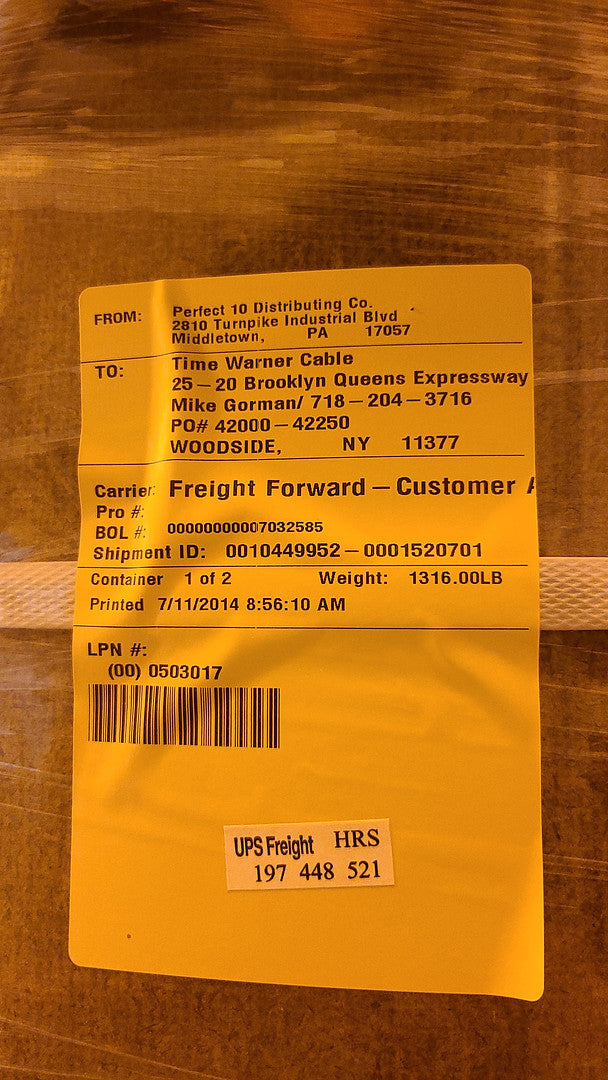 FROM: Perfect 10 Distributing Co.
2810 Turnpike Industrial Blvd
Middletown, PA 17057
TO: Time Warner Cable
25-20 Brooklyn Queens Expressway
Mike Gorman/ 718-204-3716
PO# 42000-42250
WOODSIDE, NY 11377
Carrier: Freight Forward-Customer
Pro #:
BOL #: 00000000007032585
Shipment ID: 0010449952-0001520701
Container 1 of 2 Weight: 1316.00LB
Printed 7/11/2014 8:56:10 AM
LPN #:
(00) 0503017
UPS Freight HRS
197 448 521